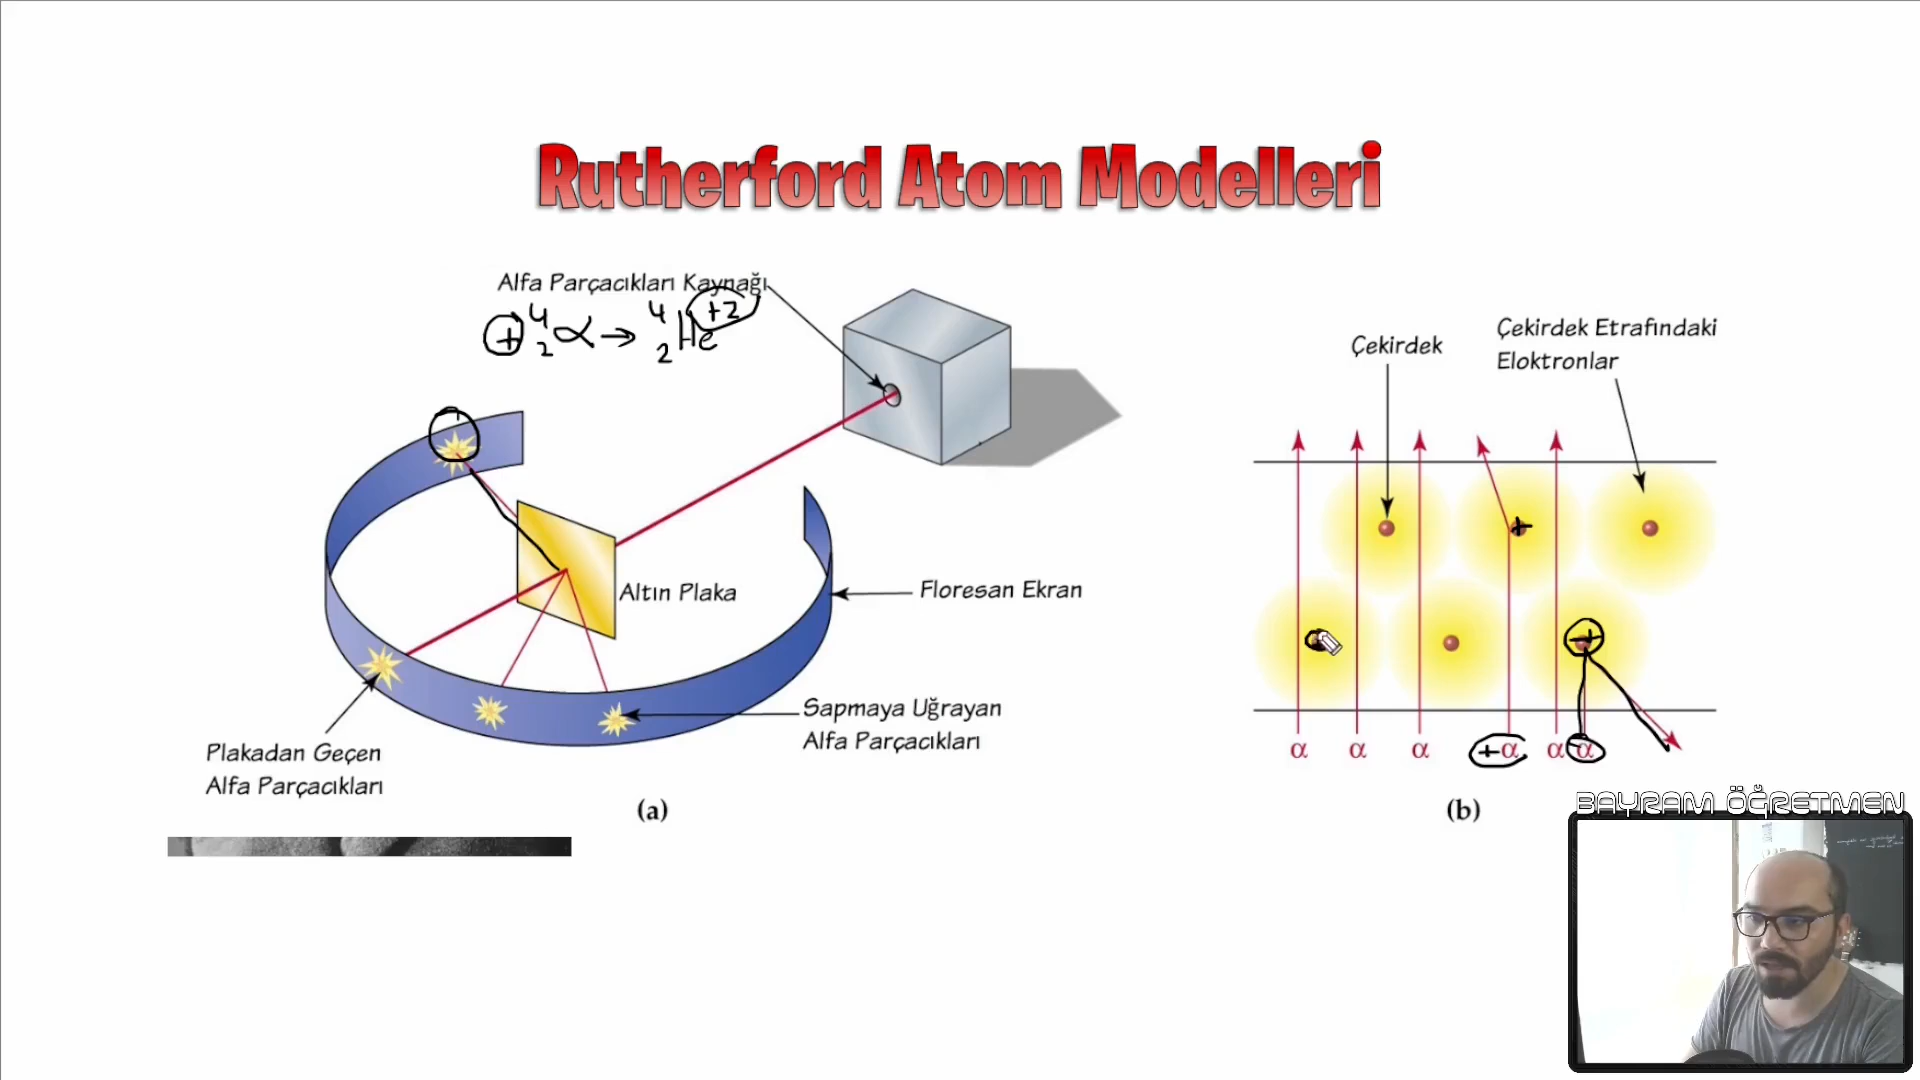 Rutherford Atom Modelleri
Alfa Parçacıkları Kaynağı
+ 4 2 α → 4 2 He +2
Çekirdek
Çekirdek Etrafındaki
Eloktronlar
Altın Plaka
Floresan Ekran
Sapmaya Uğrayan
Alfa Parçacıkları
Plakadan Geçen
Alfa Parçacıkları
+
+
α α α +α α α
(a)
(b)
BAYRAM ÖĞRETMEN